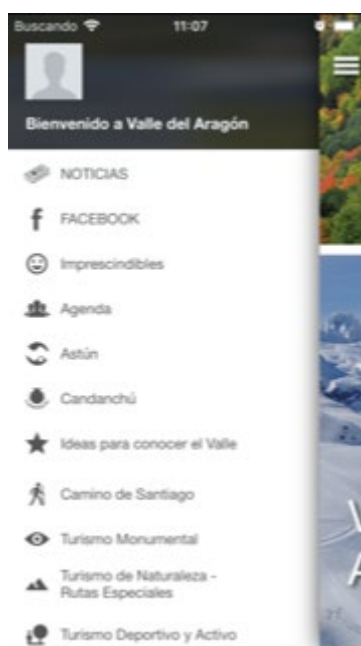 Buscando 11:07
Bienvenido a Valle del Aragón
NOTICIAS
FACEBOOK
Imprescindibles
Agenda
Astún
Candanchú
Ideas para conocer el Valle
Camino de Santiago
Turismo Monumental
Turismo de Naturaleza -
Rutas Especiales
Turismo Deportivo y Activo
V
A